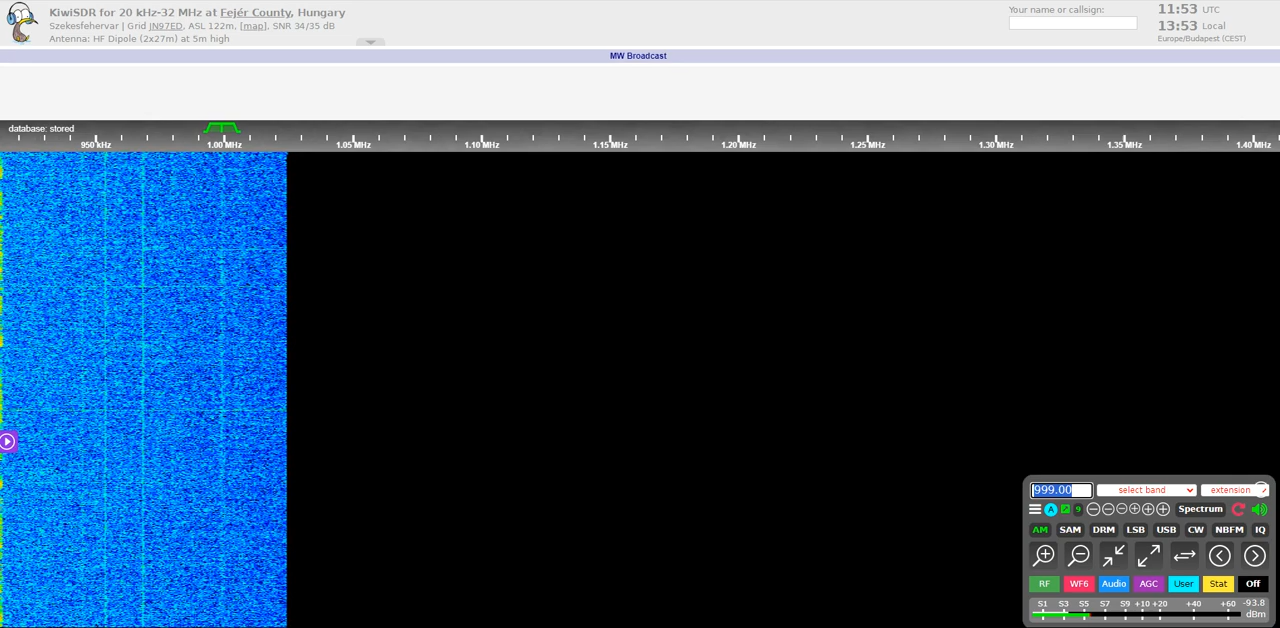 KiwiSDR for 20 kHz-32 MHz at Fejér County, Hungary
Szekesfehervar | Grid JN97ED, ASL 122m, [map], SNR 34/35 dB
Antenna: HF Dipole (2x27m) at 5m high
Your name or callsign:
11:53 UTC
13:53 Local
Europe/Budapest (CEST)
MW Broadcast
database: stored
950 kHz 1.00 MHz 1.05 MHz 1.10 MHz 1.15 MHz 1.20 MHz 1.25 MHz 1.30 MHz 1.35 MHz 1.40 MHz
999.00 select band extension
A 9 Spectrum
AM SAM DRM LSB USB CW NBFM IQ
RF WF6 Audio AGC User Stat Off
S1 S3 S5 S7 S9 +10 +20 +40 +60 -93.8
dBm